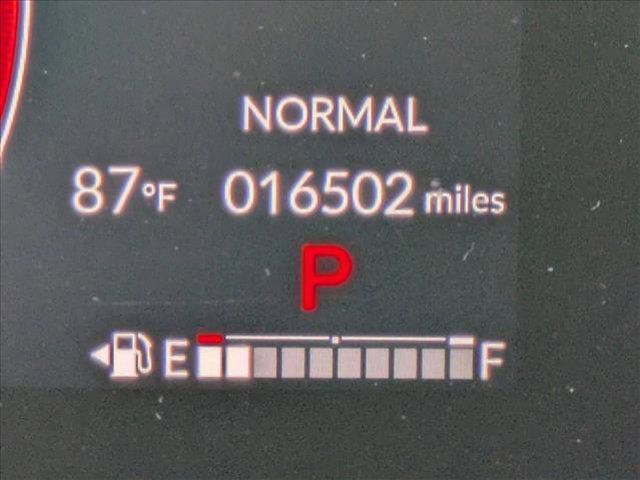 NORMAL
87°F 016502 miles
P
E F